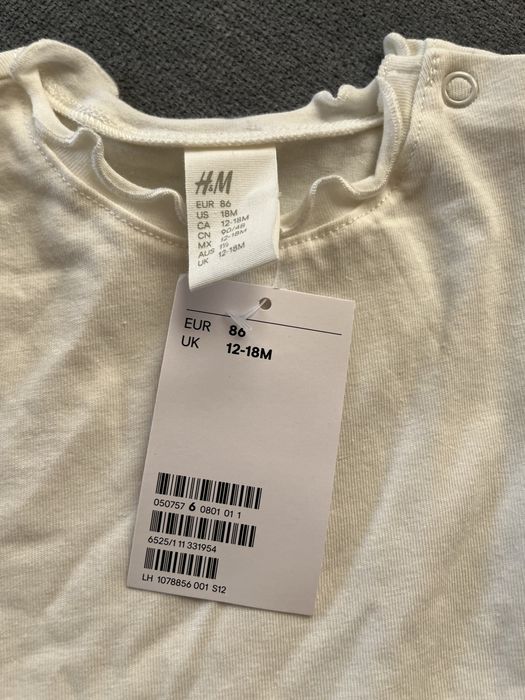 H&M
EUR 86
US 18M
CA 12-18M
CN 90/48
MX 12-18M
AUS 1½
UK 12-18M
EUR 86
UK 12-18M
050757 6 0801 01 1
6525/1 11 331954
LH 1078856 001 S12